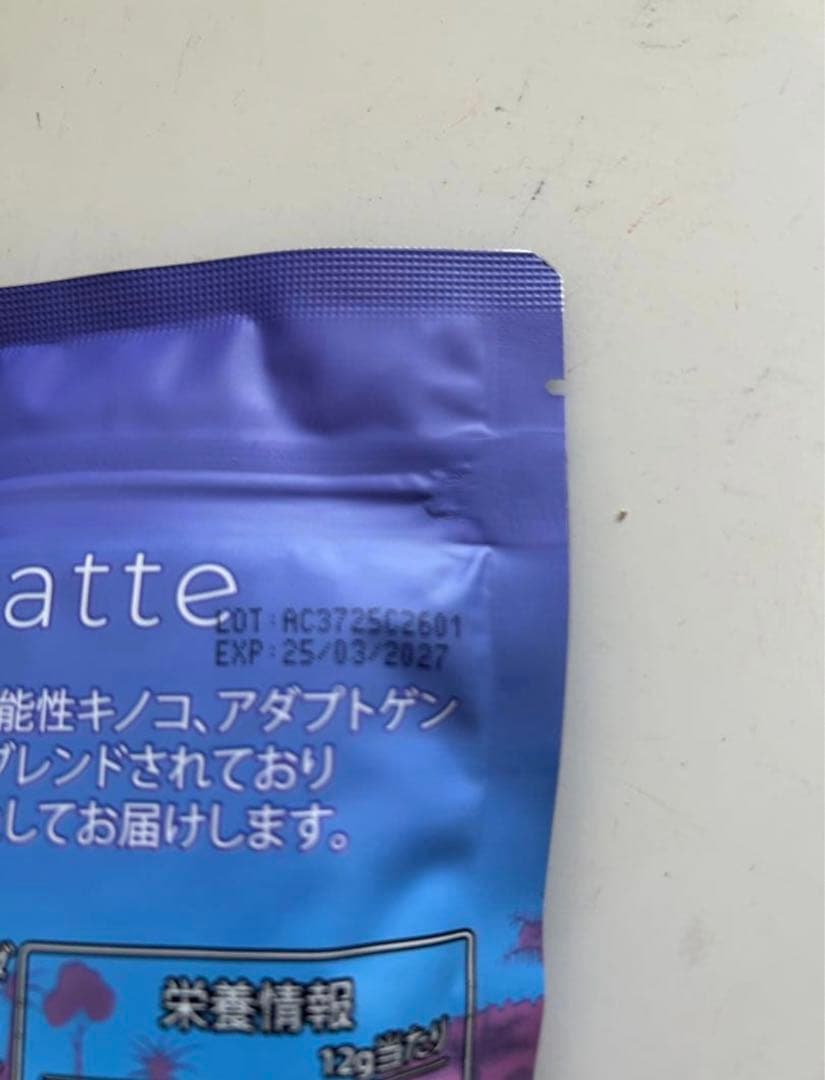 atte
LOT:AC3725C2601
EXP:25/03/2027
能性キノコ、アダプトゲン
ブレンドされており
してお届けします。
栄養情報
12g当たり